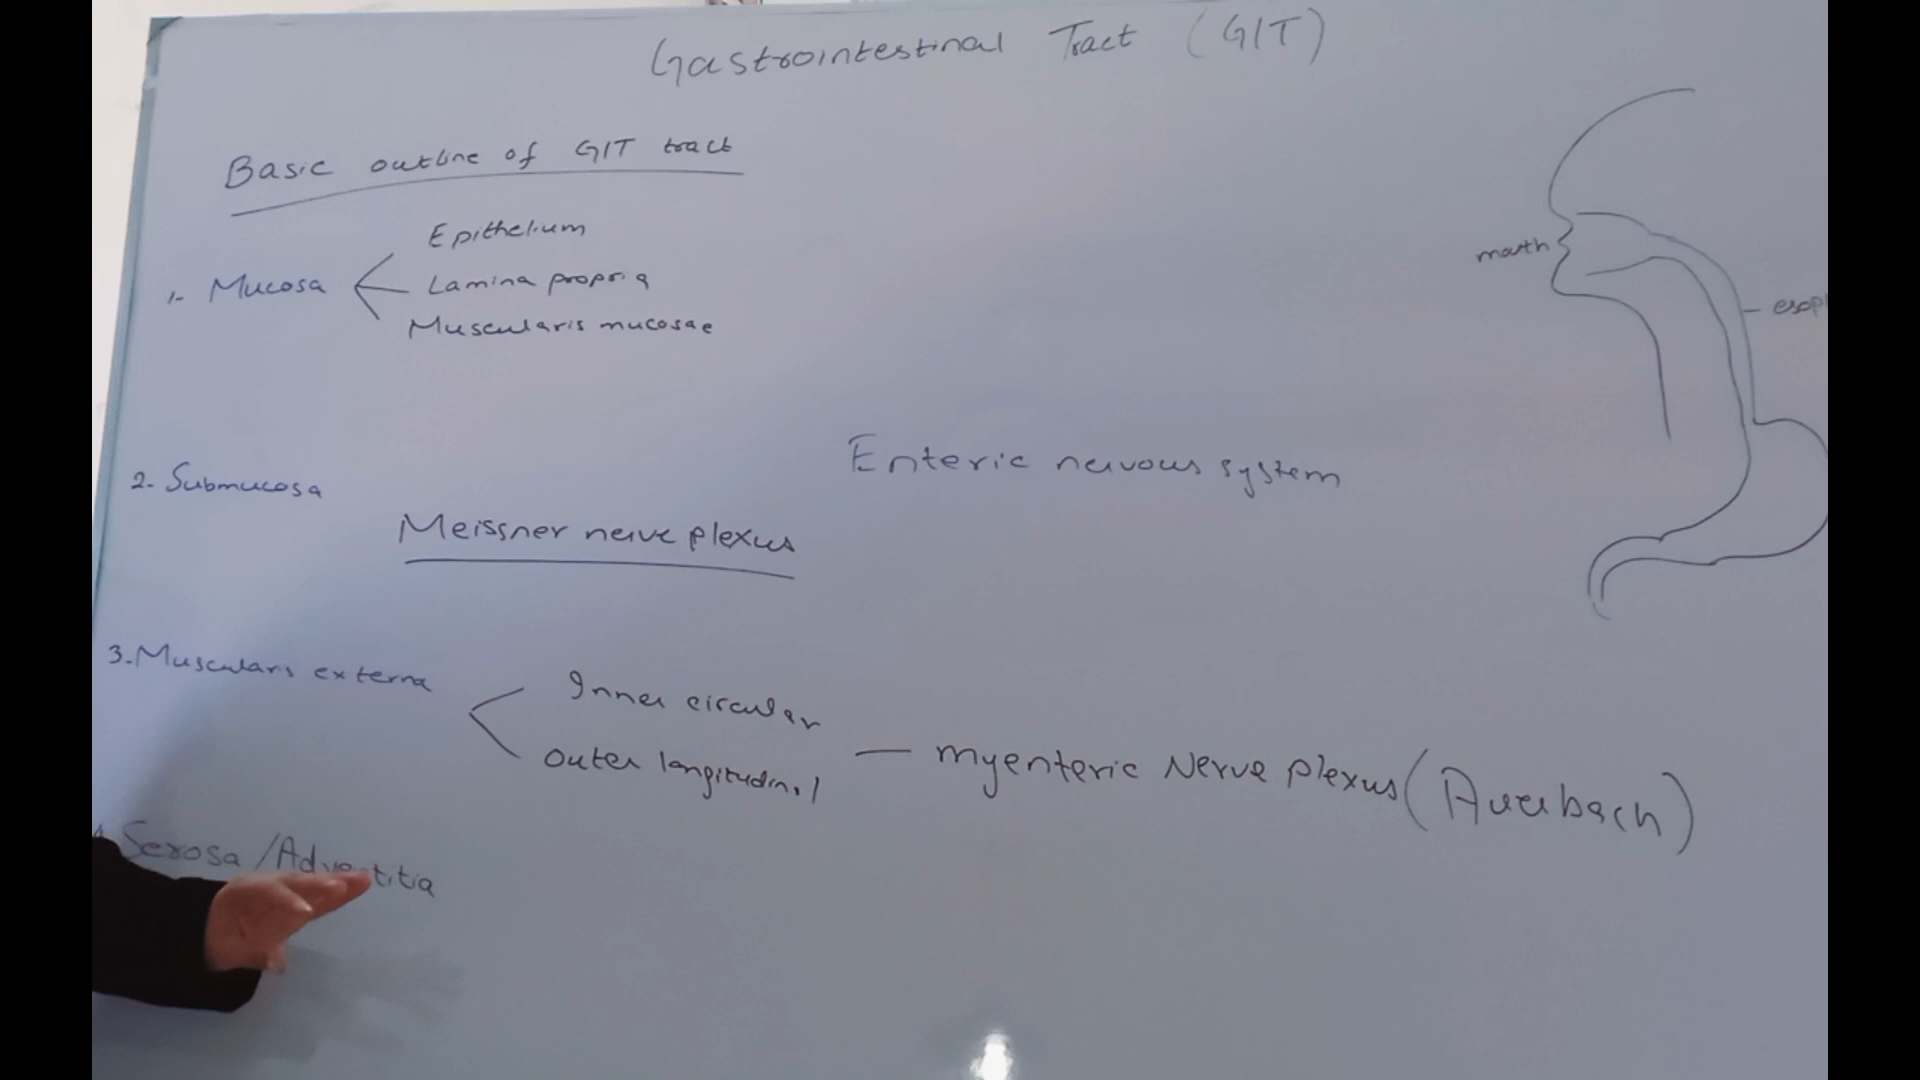 Gastrointestinal Tract (GIT)
Basic outline of GIT tract
Epithelium
1- Mucosa
Lamina propria
Muscularis mucosae
mouth
esop
Enteric nervous system
2- Submucosa
Meissner nerve plexus
3. Muscularis externa
Inner circular
outer longitudinal — myenteric Nerve plexus (Auerbach)
Serosa /Adventitia